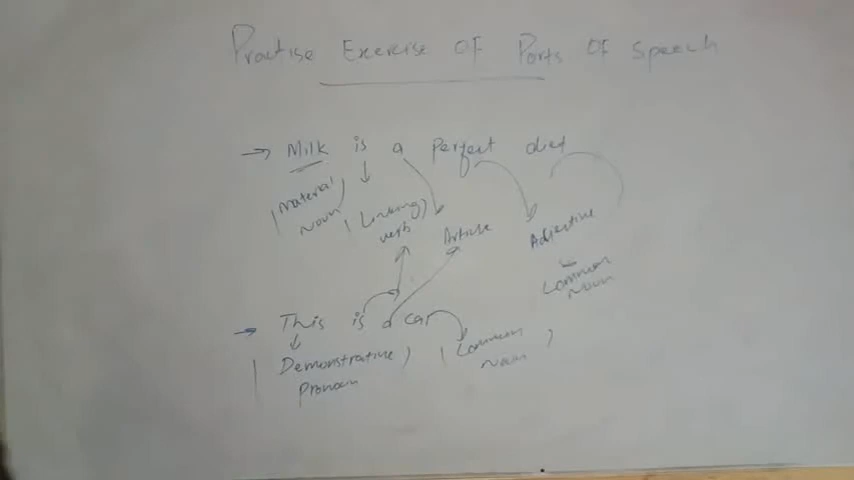 Practise Exercise OF Parts OF Speech
→ Milk is a Perfect diet
(Material Noun)
(Linking verb)
Article
Adjective
Common Noun
→ This is a car
(Demonstrative Pronoun)
(Common Noun)